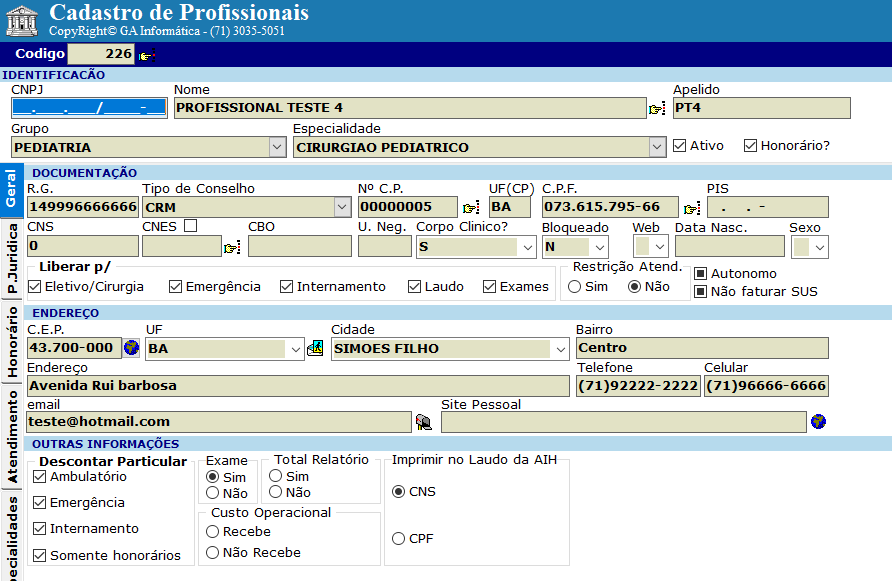 Cadastro de Profissionais
CopyRight© GA Informática - (71) 3035-5051
Codigo 226
IDENTIFICAÇÃO
CNPJ Nome Apelido
__.___.___/____-__ PROFISSIONAL TESTE 4 PT4
Grupo Especialidade
PEDIATRIA CIRURGIAO PEDIATRICO Ativo Honorário?
Geral
P.Juridica
Honorário
Atendimento
pecialidades
DOCUMENTAÇÃO
R.G. Tipo de Conselho Nº C.P. UF(CP) C.P.F. PIS
149996666666 CRM 00000005 BA 073.615.795-66 . . -
CNS CNES CBO U. Neg. Corpo Clinico? Bloqueado Web Data Nasc. Sexo
0 S N
Liberar p/ Restrição Atend.
Eletivo/Cirurgia Emergência Internamento Laudo Exames Sim Não
Autonomo
Não faturar SUS
ENDEREÇO
C.E.P. UF Cidade Bairro
43.700-000 BA SIMOES FILHO Centro
Endereço Telefone Celular
Avenida Rui barbosa (71)92222-2222 (71)96666-6666
email Site Pessoal
teste@hotmail.com
OUTRAS INFORMAÇÕES
Descontar Particular
Ambulatório
Emergência
Internamento
Somente honorários
Exame
Sim
Não
Total Relatório
Sim
Não
Custo Operacional
Recebe
Não Recebe
Imprimir no Laudo da AIH
CNS
CPF